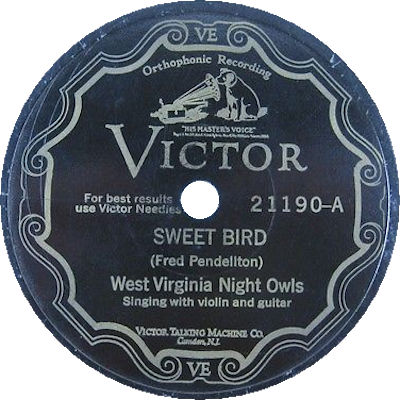 VE
Orthophonic Recording
"HIS MASTER'S VOICE"
VICTOR
For best results
use Victor Needles
21190-A
SWEET BIRD
(Fred Pendellton)
West Virginia Night Owls
Singing with violin and guitar
VICTOR TALKING MACHINE CO.
Camden, N.J.
VE